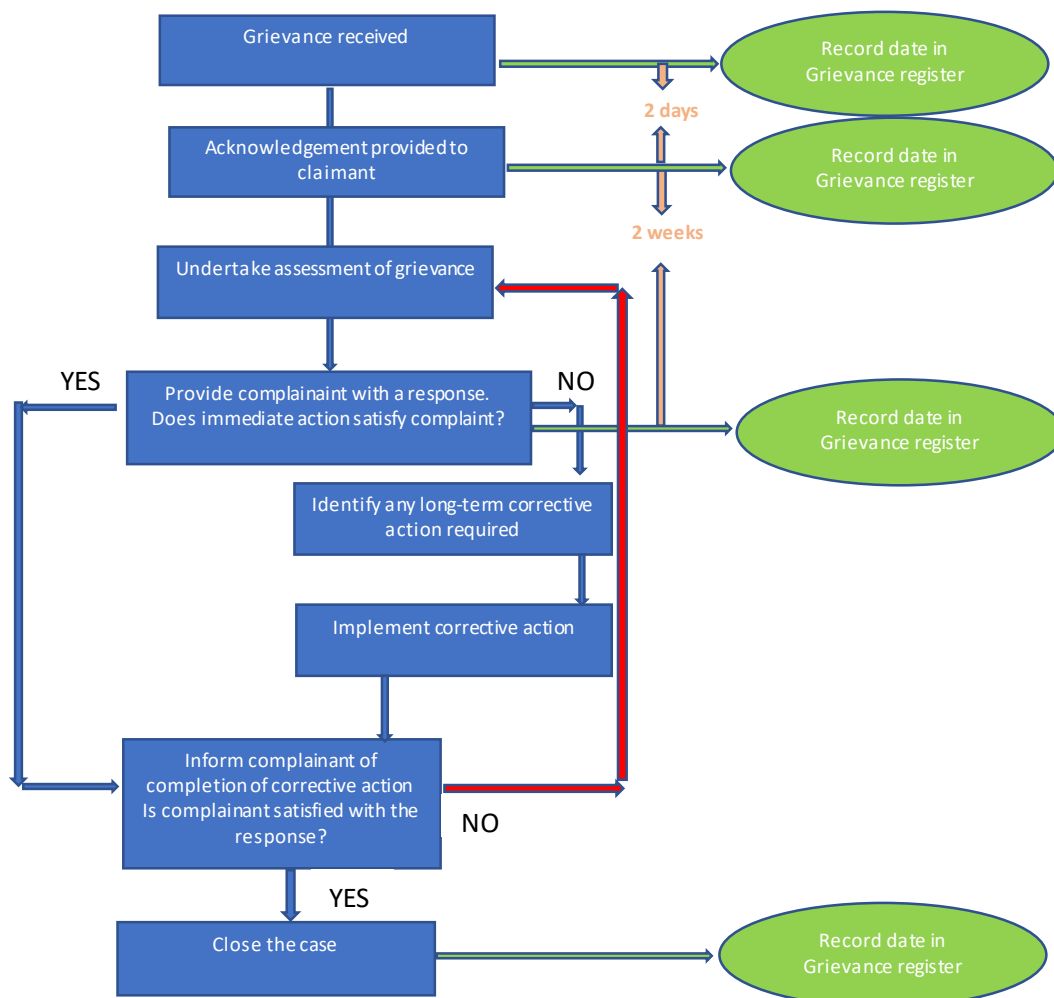 Grievance received
Record date in
Grievance register
2 days
Acknowledgement provided to
claimant
Record date in
Grievance register
2 weeks
Undertake assessment of grievance
YES
Provide complainaint with a response.
Does immediate action satisfy complaint?
NO
Record date in
Grievance register
Identify any long-term corrective
action required
Implement corrective action
Inform complainant of
completion of corrective action
Is complainant satisfied with the
response?
NO
YES
Close the case
Record date in
Grievance register